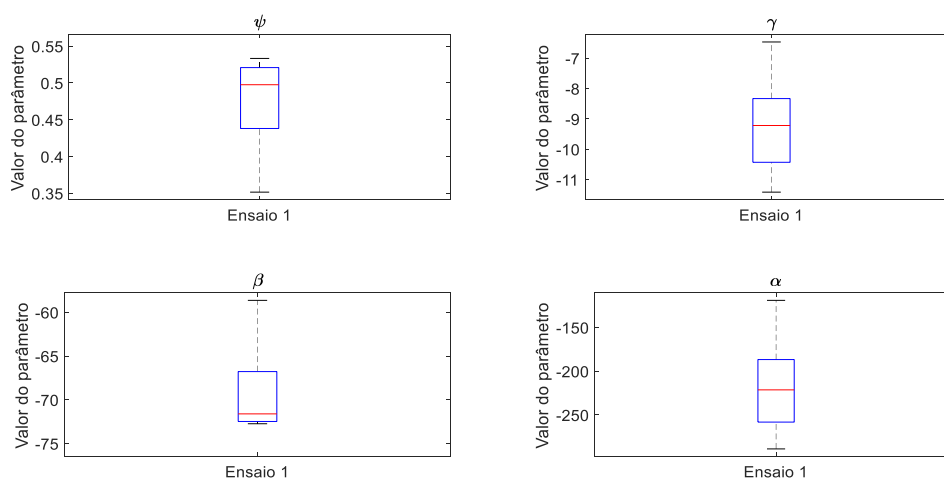 ψ
Valor do parâmetro
0.55
0.5
0.45
0.4
0.35
Ensaio 1
γ
Valor do parâmetro
-7
-8
-9
-10
-11
Ensaio 1
β
Valor do parâmetro
-60
-65
-70
-75
Ensaio 1
α
Valor do parâmetro
-150
-200
-250
Ensaio 1